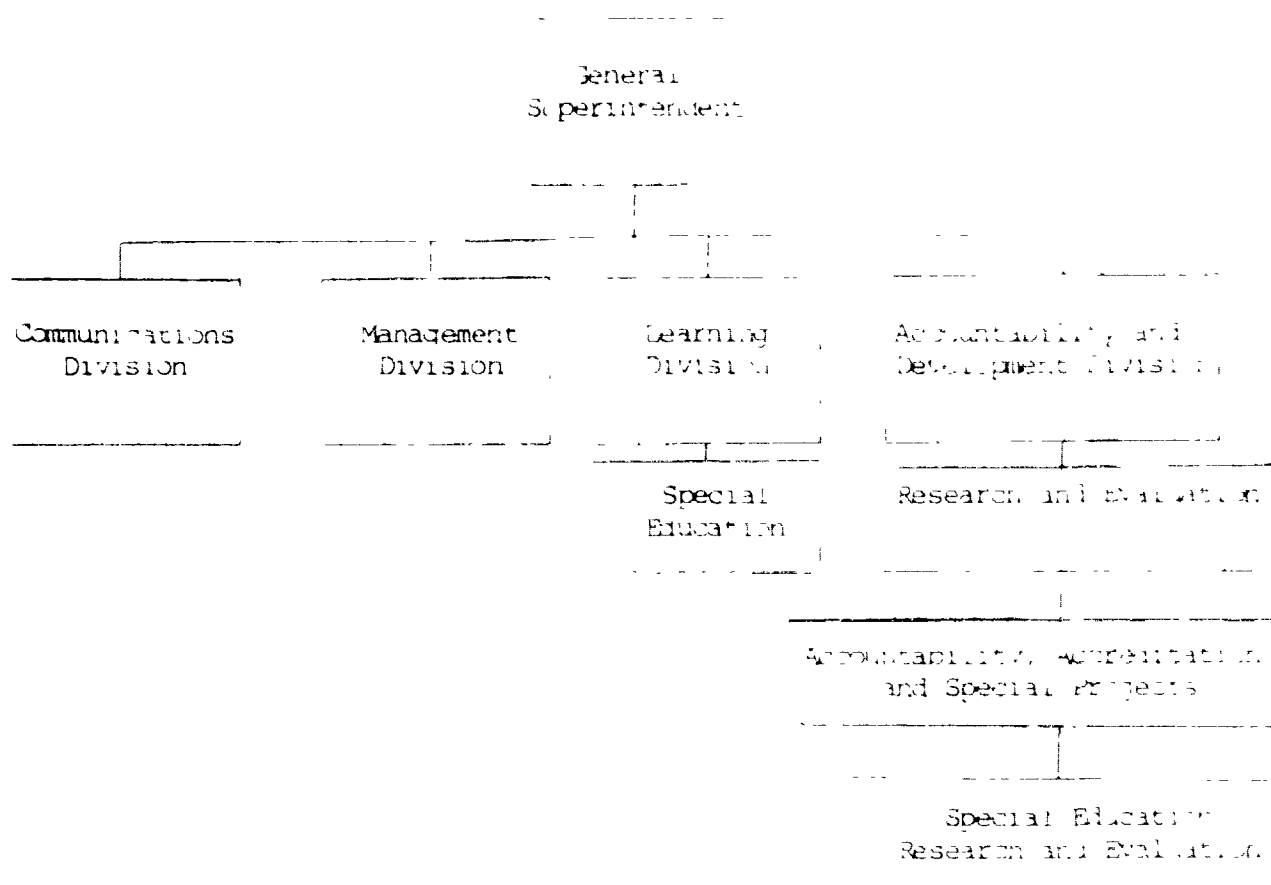 General
Superintendent
Communications
Division
Management
Division
Learning
Division
Accountability and
Development Division
Special
Education
Research and Evaluation
Accountability, Accreditation
and Special Projects
Special Education
Research and Evaluation